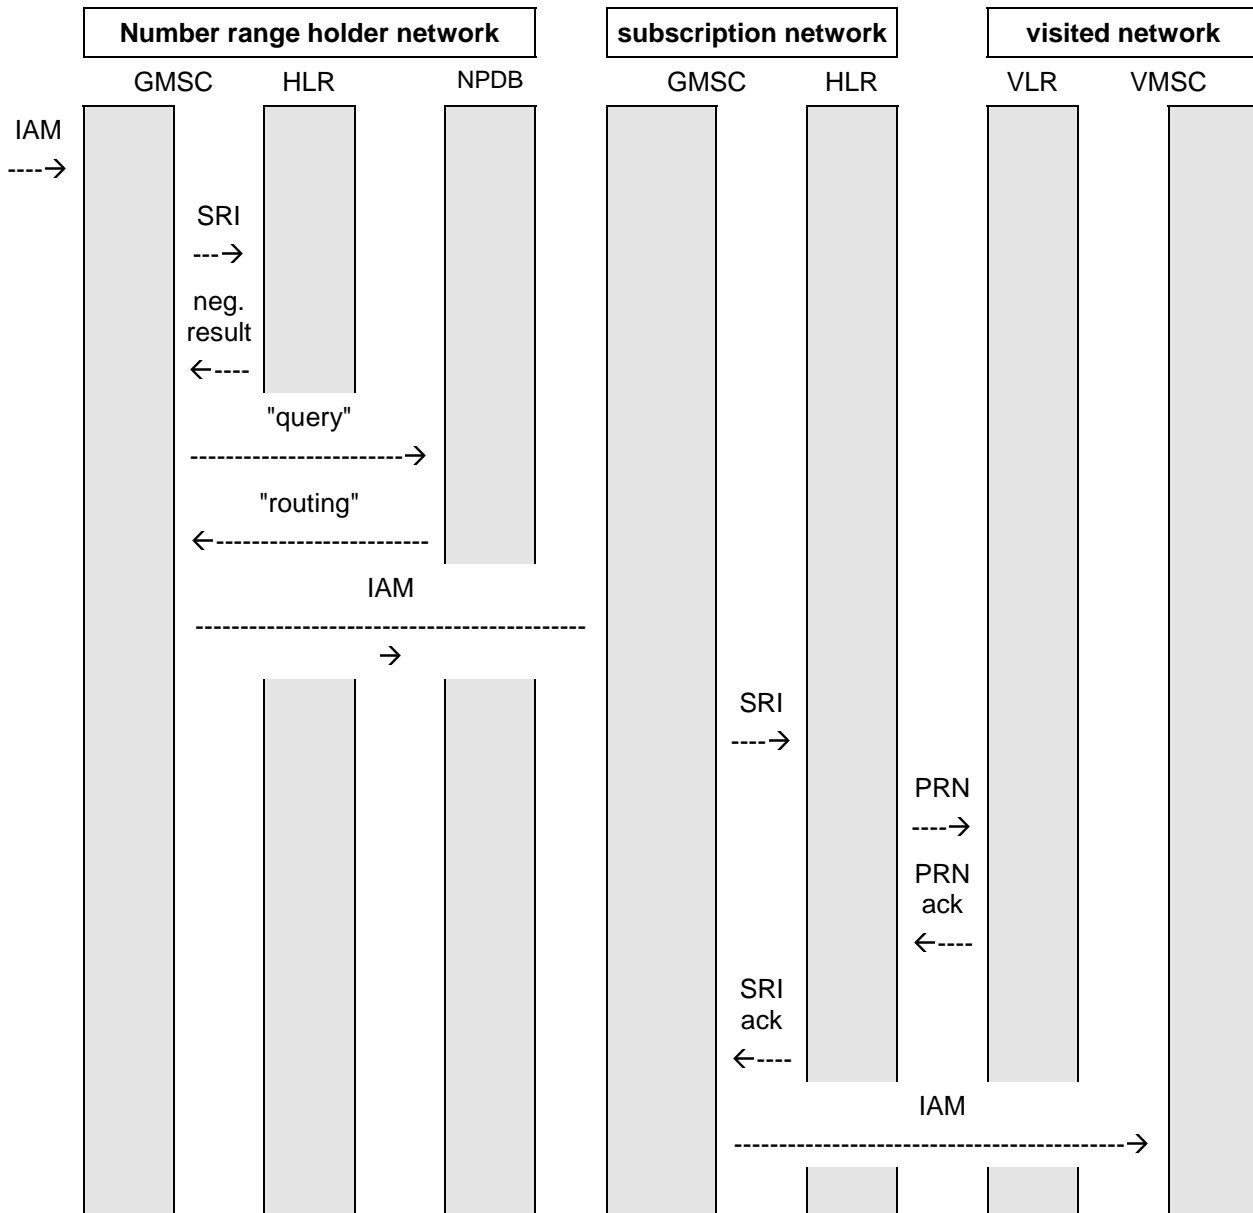 Number range holder network subscription network visited network
GMSC HLR NPDB GMSC HLR VLR VMSC
IAM
---->
SRI
--->
neg.
result
<----
"query"
------------------------>
"routing"
<------------------------
IAM
--------------------------------------------
->
SRI
---->
PRN
---->
PRN
ack
<----
SRI
ack
<----
IAM
-------------------------------------------->